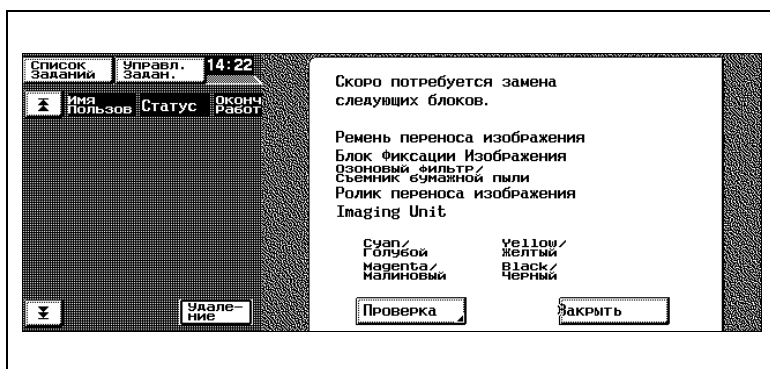 Список Заданий
Управл. Задан.
14:22
Имя Пользов
Статус
Оконч Работ
Удале-
ние
Скоро потребуется замена
следующих блоков.
Ремень переноса изображения
Блок Фиксации Изображения
Озоновый фильтр/
Съемник бумажной пыли
Ролик переноса изображения
Imaging Unit
Cyan/
Голубой
Yellow/
Желтый
Magenta/
Малиновый
Black/
Черный
Проверка
Закрыть